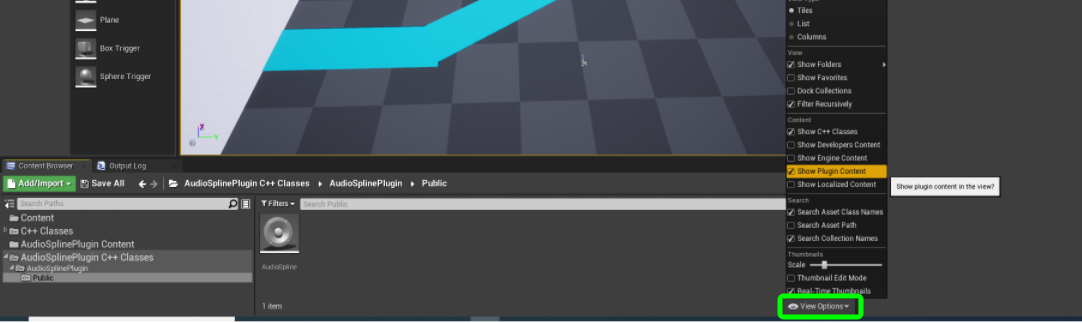 Plane
Box Trigger
Sphere Trigger
X
Y
Tiles
List
Columns
View
Show Folders
Show Favorites
Dock Collections
Filter Recursively
Content
Show C++ Classes
Show Developers Content
Show Engine Content
Show Plugin Content
Show plugin content in the view?
Show Localized Content
Search
Search Asset Class Names
Search Asset Path
Search Collection Names
Thumbnails
Scale
Thumbnail Edit Mode
Real-Time Thumbnails
View Options
Content Browser
Output Log
Add/Import
Save All
AudioSplinePlugin C++ Classes
AudioSplinePlugin
Public
Search Paths
Filters
Search Public
Content
C++ Classes
AudioSplinePlugin Content
AudioSplinePlugin C++ Classes
AudioSplinePlugin
Public
AudioSpline
1 item